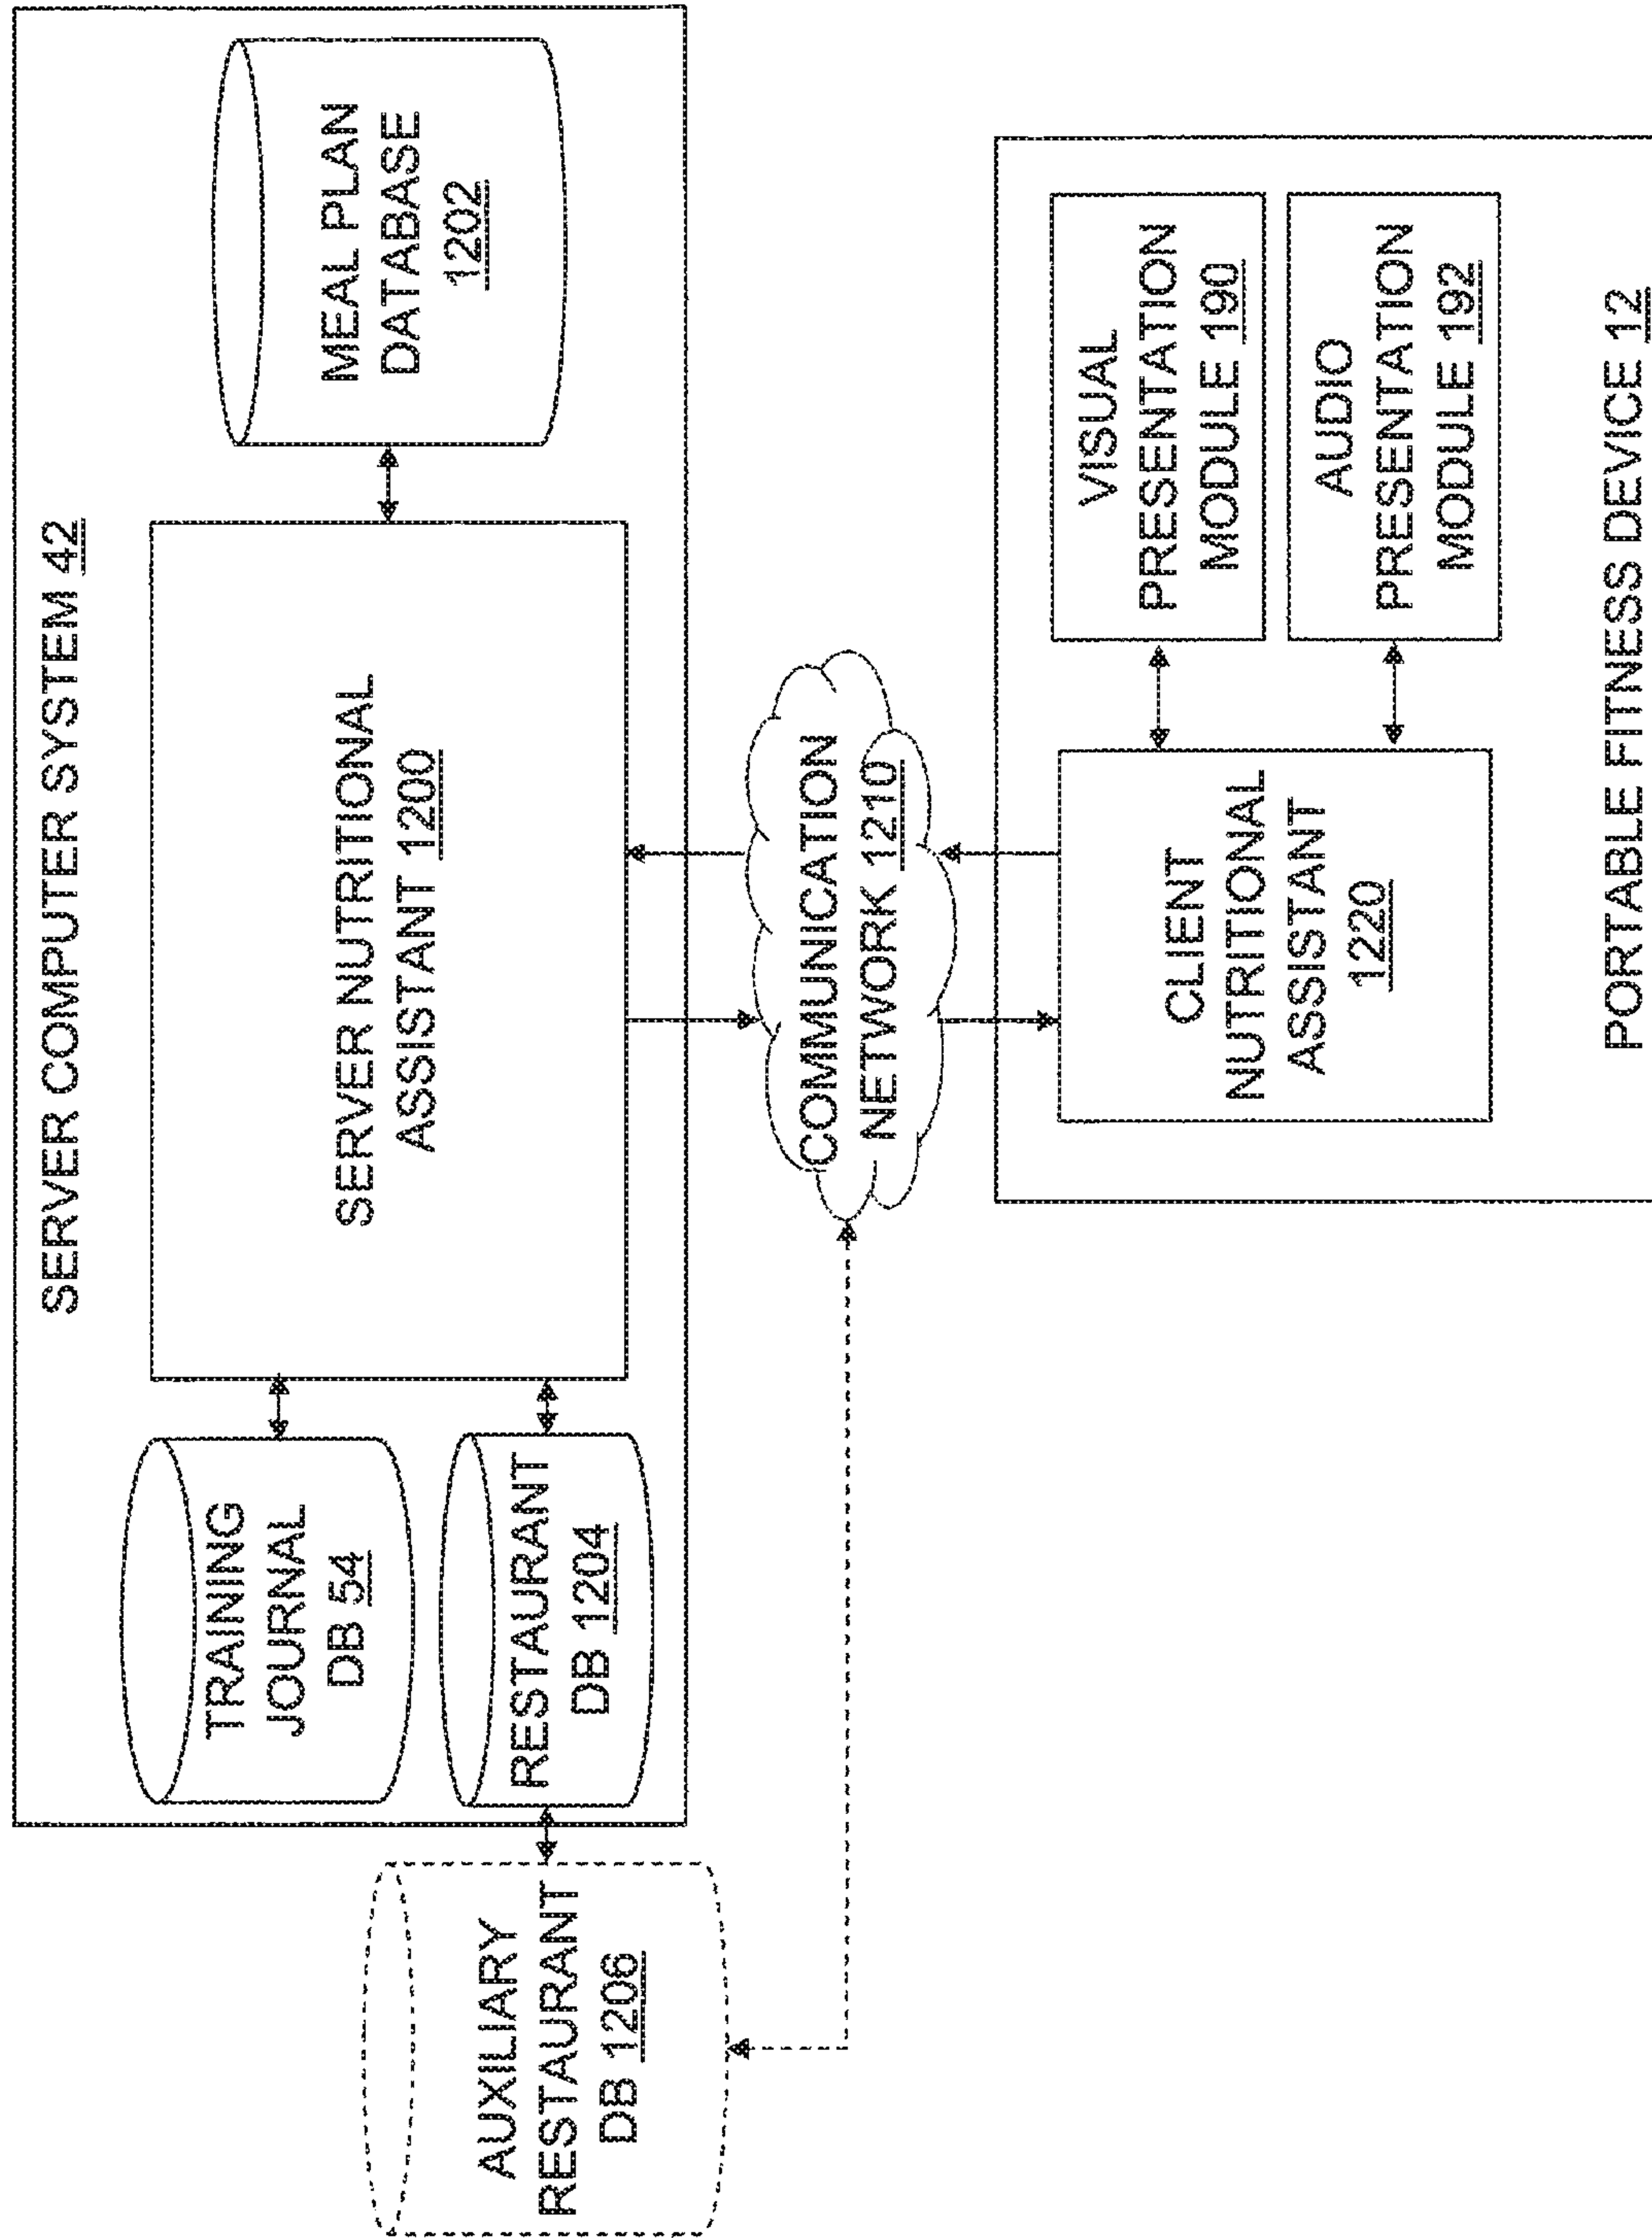 SERVER COMPUTER SYSTEM 42
TRAINING
JOURNAL
DB 54
RESTAURANT
DB 1204
SERVER NUTRITIONAL
ASSISTANT 1200
MEAL PLAN
DATABASE
1202
AUXILIARY
RESTAURANT
DB 1206
COMMUNICATION
NETWORK 1210
CLIENT
NUTRITIONAL
ASSISTANT
1220
VISUAL
PRESENTATION
MODULE 190
AUDIO
PRESENTATION
MODULE 192
PORTABLE FITNESS DEVICE 12